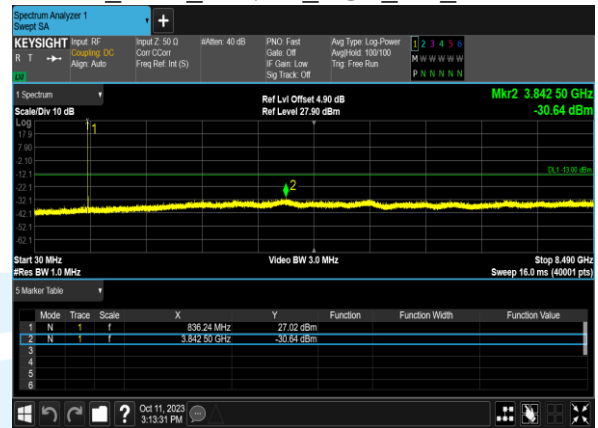 Spectrum Analyzer 1
Swept SA
KEYSIGHT Input: RF Input Z: 50 Ω #Atten: 40 dB PNO: Fast Avg Type: Log-Power 1 2 3 4 5 6
R T Coupling: DC Corr CCorr Gate: Off Avg|Hold: 100/100 M W W W W W
Align: Auto Freq Ref: Int (S) IF Gain: Low Trig: Free Run P N N N N N
Sig Track: Off
1 Spectrum Ref Lvl Offset 4.90 dB Mkr2 3.842 50 GHz
Scale/Div 10 dB Ref Level 27.90 dBm -30.64 dBm
Log
17.9 1
7.90
-2.10
-12.1 DL1 -13.00 dBm
-22.1 2
-32.1
-42.1
-52.1
-62.1
Start 30 MHz Video BW 3.0 MHz Stop 8.490 GHz
#Res BW 1.0 MHz Sweep 16.0 ms (40001 pts)
5 Marker Table
Mode Trace Scale X Y Function Function Width Function Value
1 N 1 f 836.24 MHz 27.02 dBm
2 N 1 f 3.842 50 GHz -30.64 dBm
3
4
5
6
? Oct 11, 2023
3:13:31 PM